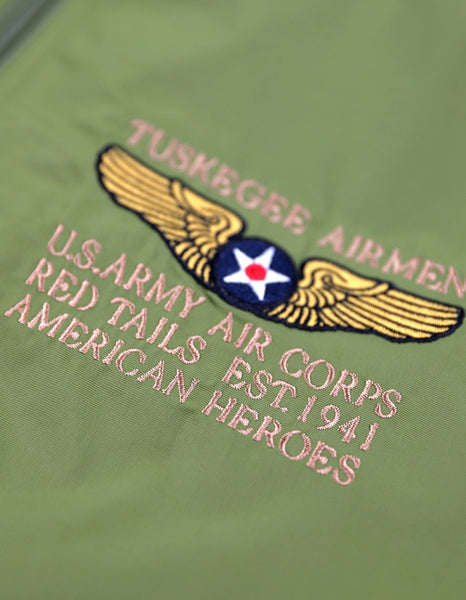 TUSKEGEE AIRMEN
U.S. ARMY AIR CORPS
RED TAILS EST. 1941
AMERICAN HEROES